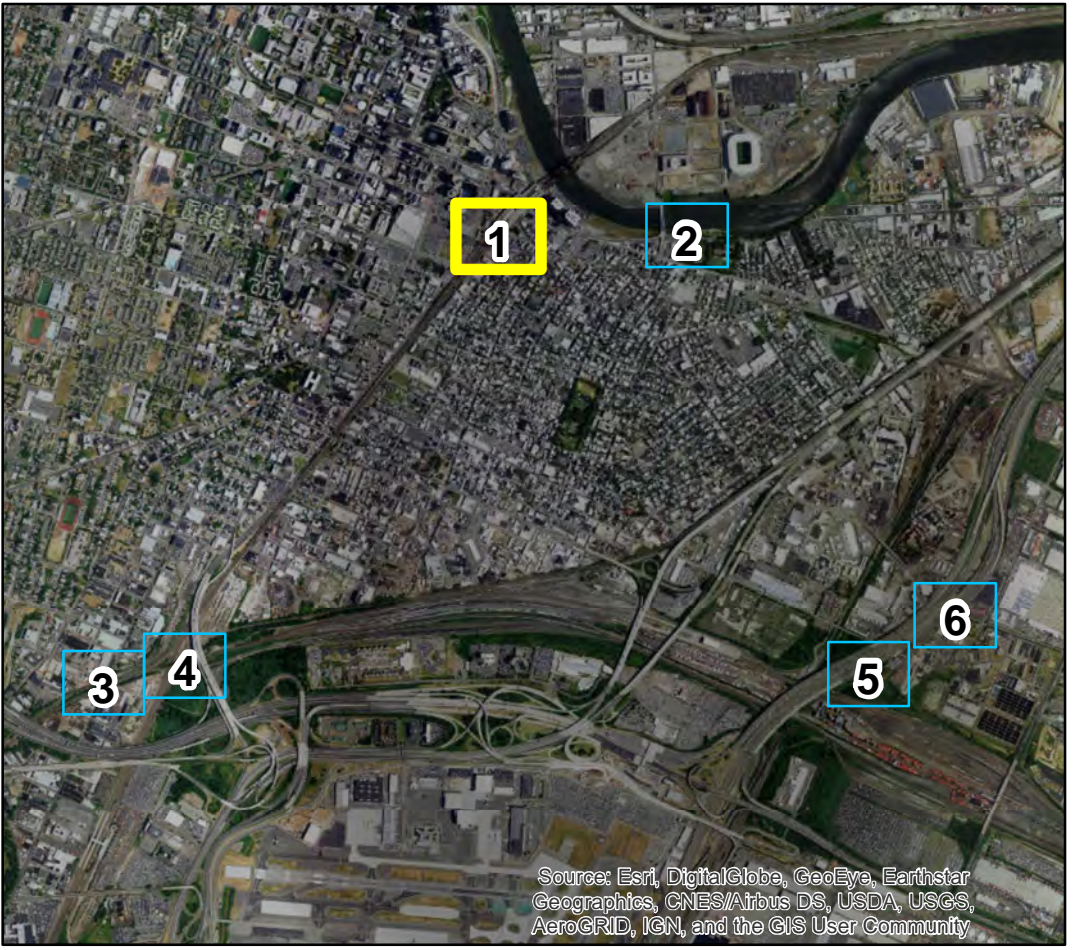 1
2
6
5
4
3
Source: Esri, DigitalGlobe, GeoEye, Earthstar
Geographics, CNES/Airbus DS, USDA, USGS,
AeroGRID, IGN, and the GIS User Community